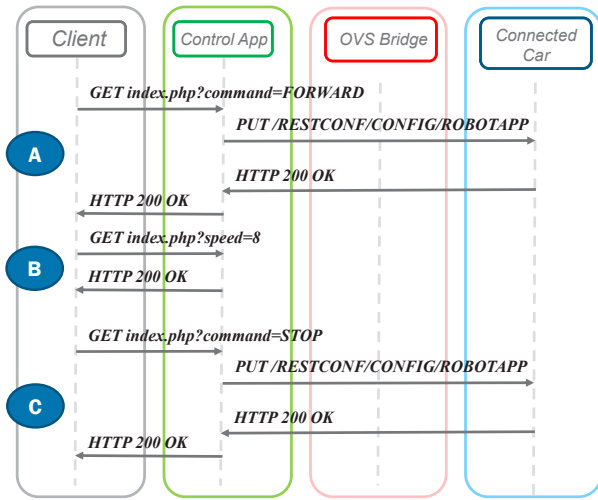 Client
Control App
OVS Bridge
Connected
Car
GET index.php?command=FORWARD
PUT /RESTCONF/CONFIG/ROBOTAPP
A
HTTP 200 OK
HTTP 200 OK
GET index.php?speed=8
B
HTTP 200 OK
GET index.php?command=STOP
PUT /RESTCONF/CONFIG/ROBOTAPP
C
HTTP 200 OK
HTTP 200 OK